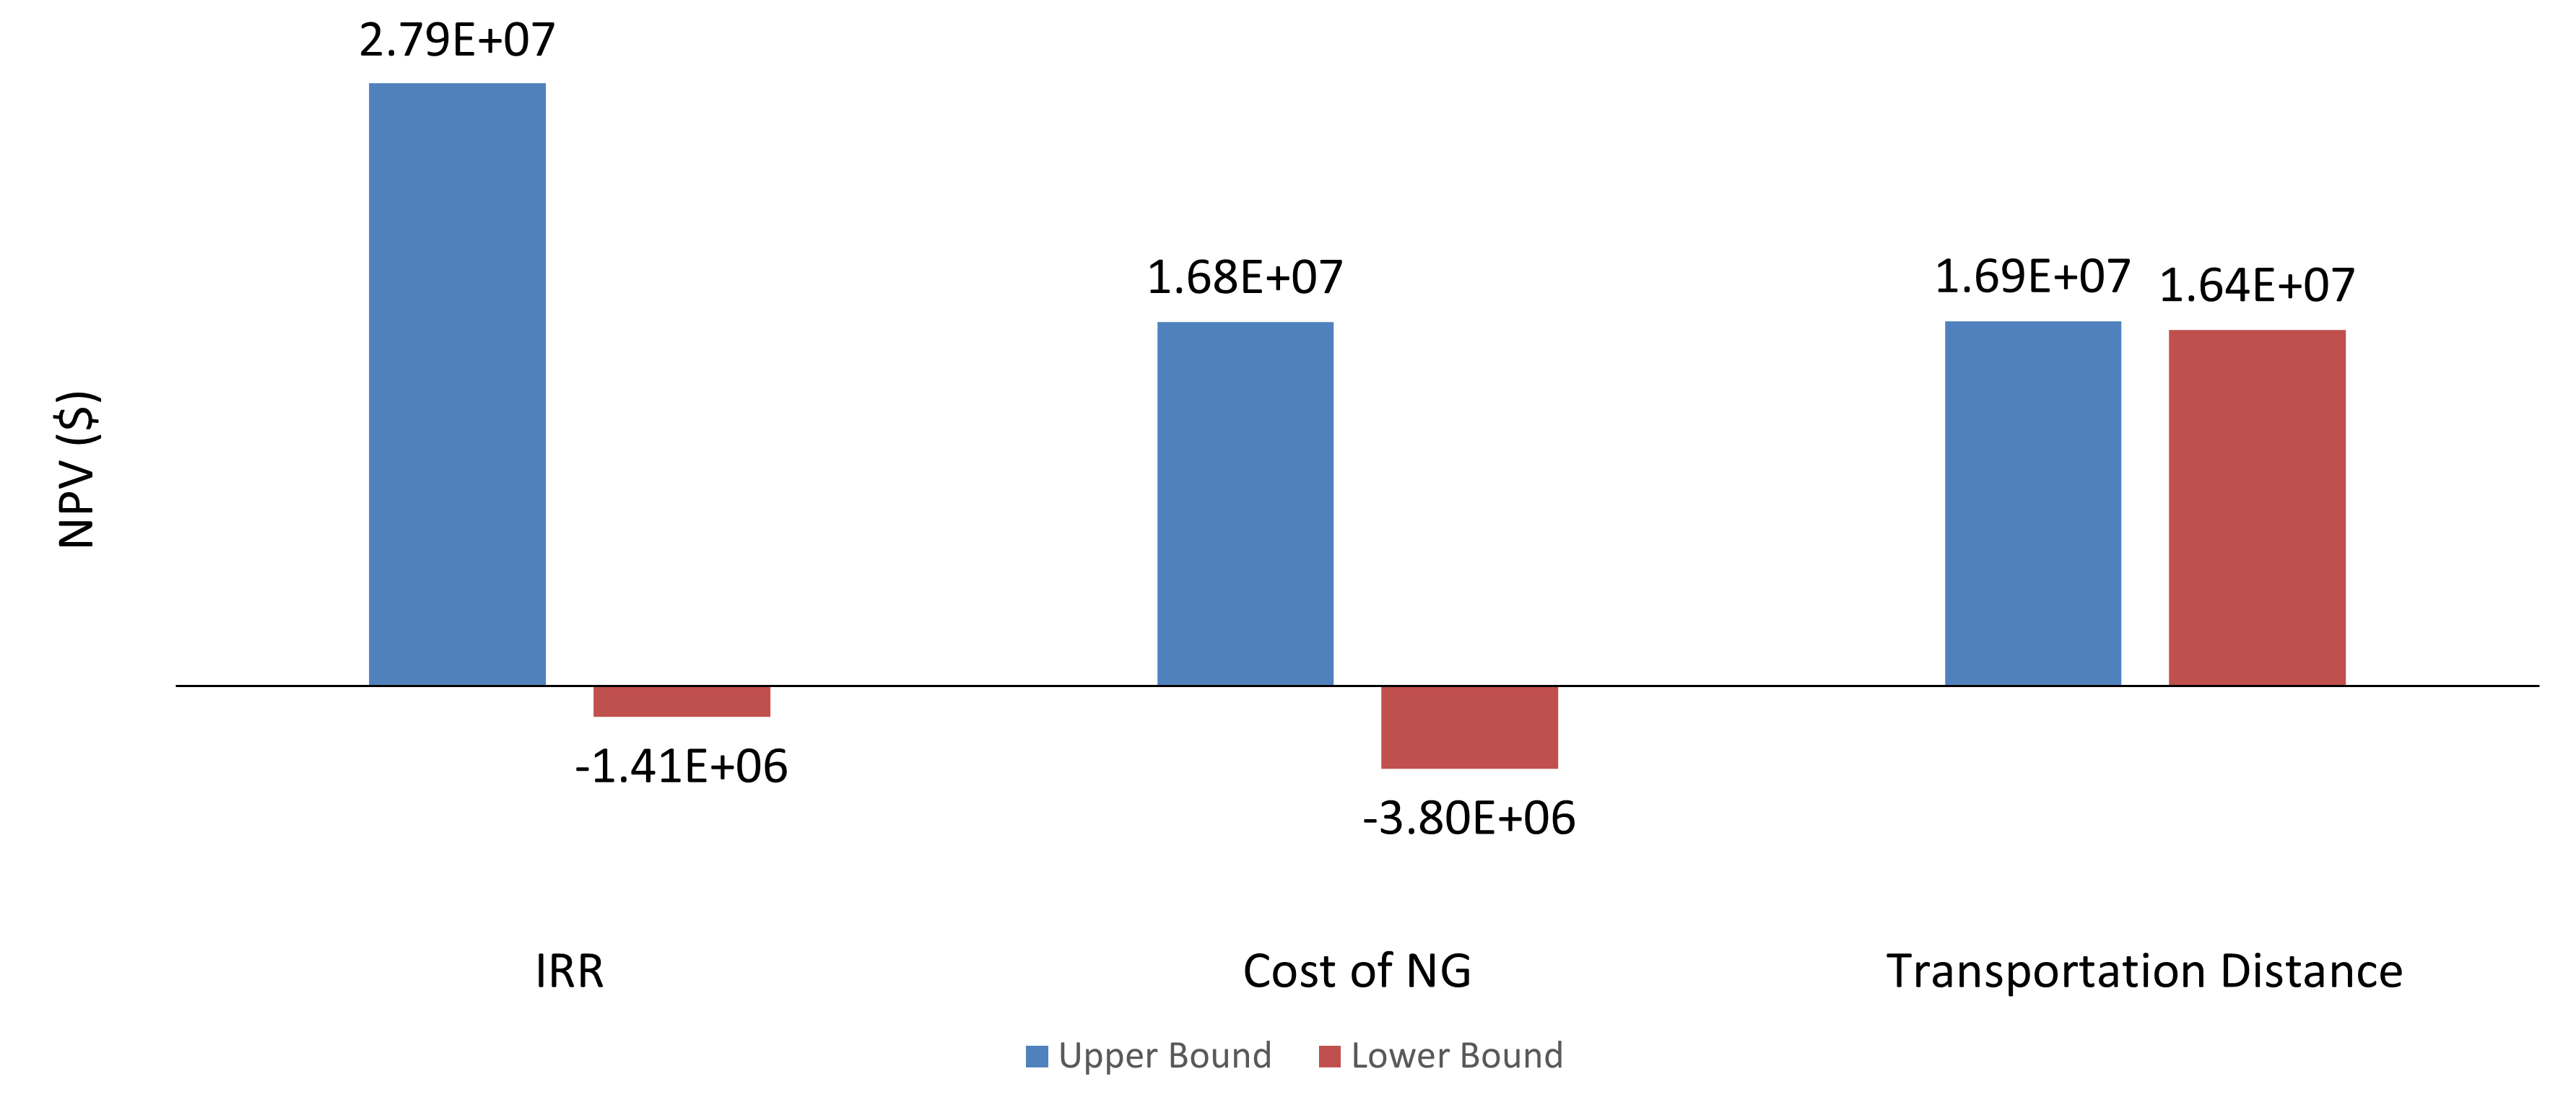 2.79E+07
1.68E+07
1.69E+07
1.64E+07
NPV ($)
-1.41E+06
-3.80E+06
IRR
Cost of NG
Transportation Distance
Upper Bound
Lower Bound